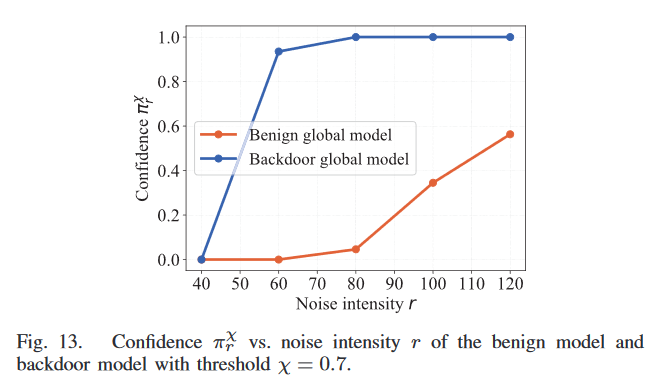 1.0
0.8
0.6
0.4
0.2
0.0
Confidence π_r^χ
Benign global model
Backdoor global model
40 50 60 70 80 90 100 110 120
Noise intensity r
Fig. 13. Confidence π_r^χ vs. noise intensity r of the benign model and
backdoor model with threshold χ = 0.7.